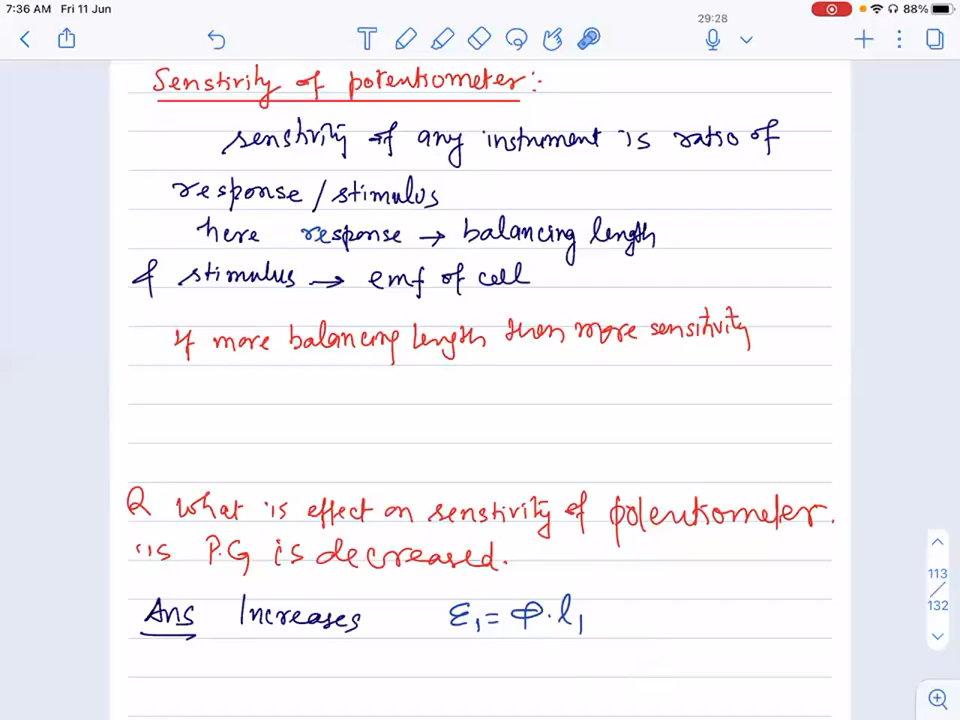 7:36 AM Fri 11 Jun
88%
29:28
Senstivity of potentiometer:-
senstivity of any instrument is ratio of
response/stimulus
here response → balancing length
& stimulus → emf of cell
If more balancing length then more sensitivity
Q What is effect on senstivity of potentiometer.
is P.G is decreased.
Ans Increases ε₁ = φ.l₁
113
132